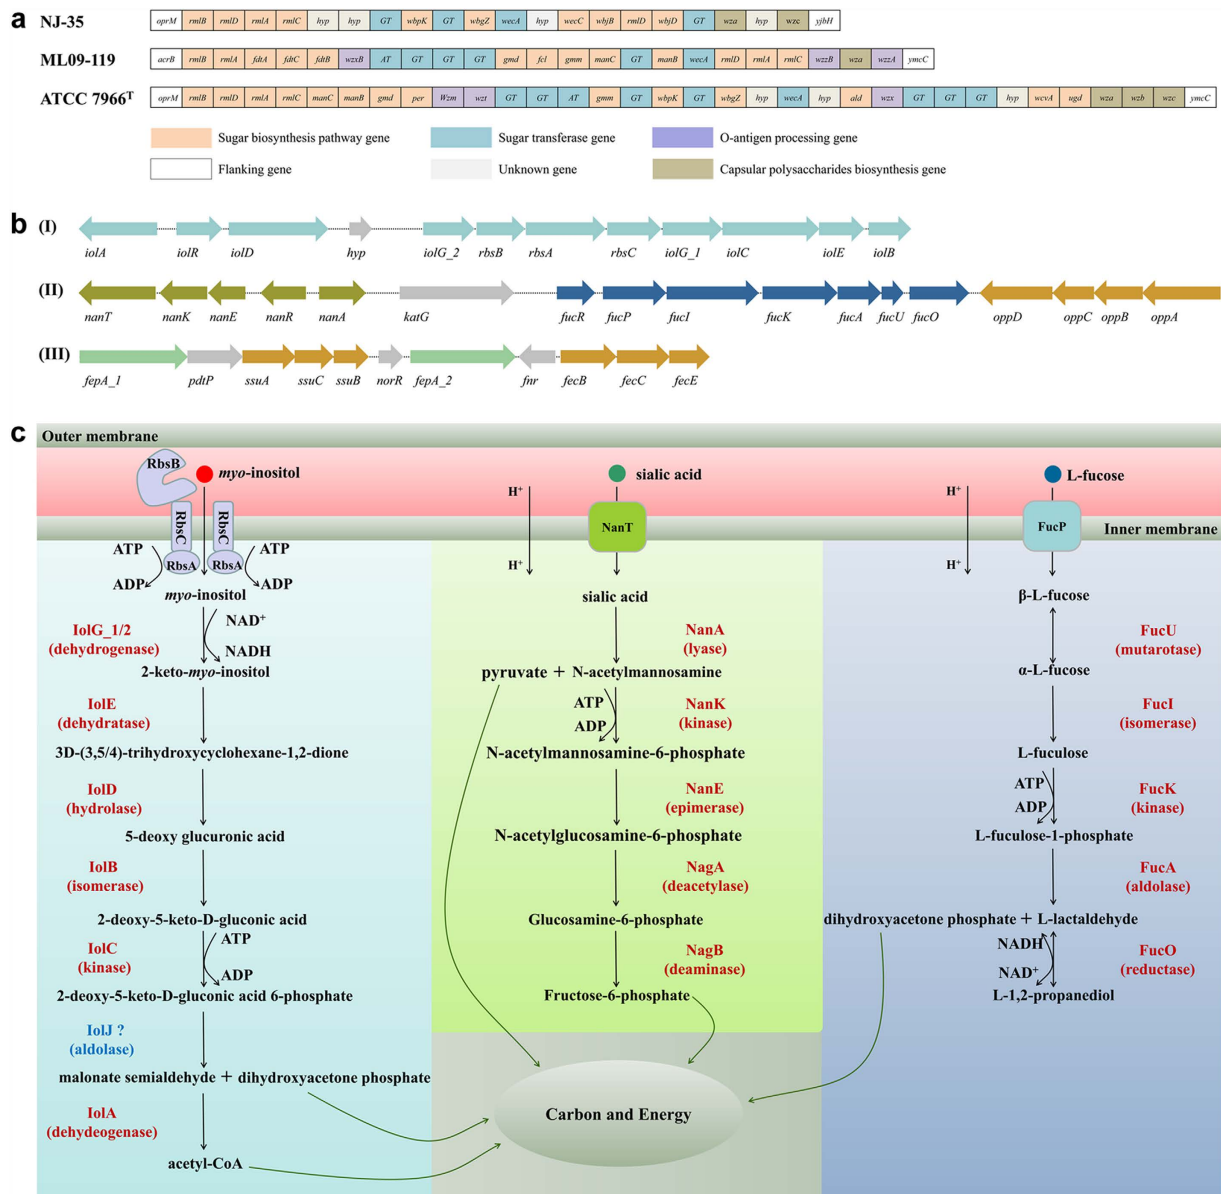 a
NJ-35
oprM rmlB rmlD rmlA rmlC hyp hyp GT wbpK GT wbgZ wecA hyp wecC wbjB rmlD wbjD GT wza hyp wzc yjbH
ML09-119
acrB rmlB rmlA fdtA fdtC fdtB wzxB AT GT GT GT gmd fcl gmm manC GT manB wecA rmlD rmlA rmlC wzzB wza wzzA ymcC
ATCC 7966T
oprM rmlB rmlD rmlA rmlC manC manB gmd per Wzm wzt GT GT AT gmm GT wbpK GT wbgZ hyp wecA hyp ald wzx GT GT GT hyp wcvA ugd wza wzb wzc ymcC
Sugar biosynthesis pathway gene
Sugar transferase gene
O-antigen processing gene
Flanking gene
Unknown gene
Capsular polysaccharides biosynthesis gene
b
(I)
iolA iolR iolD hyp iolG_2 rbsB rbsA rbsC iolG_1 iolC iolE iolB
(II)
nanT nanK nanE nanR nanA katG fucR fucP fucI fucK fucA fucU fucO oppD oppC oppB oppA
(III)
fepA_1 pdtP ssuA ssuC ssuB norR fepA_2 fnr fecB fecC fecE
c
Outer membrane
Inner membrane
RbsB
myo-inositol
RbsC
RbsC
RbsA
RbsA
ATP
ADP
ATP
ADP
myo-inositol
IolG_1/2
(dehydrogenase)
NAD+
NADH
2-keto-myo-inositol
IolE
(dehydratase)
3D-(3,5/4)-trihydroxycyclohexane-1,2-dione
IolD
(hydrolase)
5-deoxy glucuronic acid
IolB
(isomerase)
2-deoxy-5-keto-D-gluconic acid
IolC
(kinase)
ATP
ADP
2-deoxy-5-keto-D-gluconic acid 6-phosphate
IolJ ?
(aldolase)
malonate semialdehyde + dihydroxyacetone phosphate
IolA
(dehydeogenase)
acetyl-CoA
sialic acid
H+
NanT
H+
sialic acid
NanA
(lyase)
pyruvate + N-acetylmannosamine
ATP
ADP
NanK
(kinase)
N-acetylmannosamine-6-phosphate
NanE
(epimerase)
N-acetylglucosamine-6-phosphate
NagA
(deacetylase)
Glucosamine-6-phosphate
NagB
(deaminase)
Fructose-6-phosphate
Carbon and Energy
L-fucose
H+
FucP
H+
β-L-fucose
FucU
(mutarotase)
α-L-fucose
FucI
(isomerase)
L-fuculose
ATP
ADP
FucK
(kinase)
L-fuculose-1-phosphate
FucA
(aldolase)
dihydroxyacetone phosphate + L-lactaldehyde
NADH
NAD+
FucO
(reductase)
L-1,2-propanediol